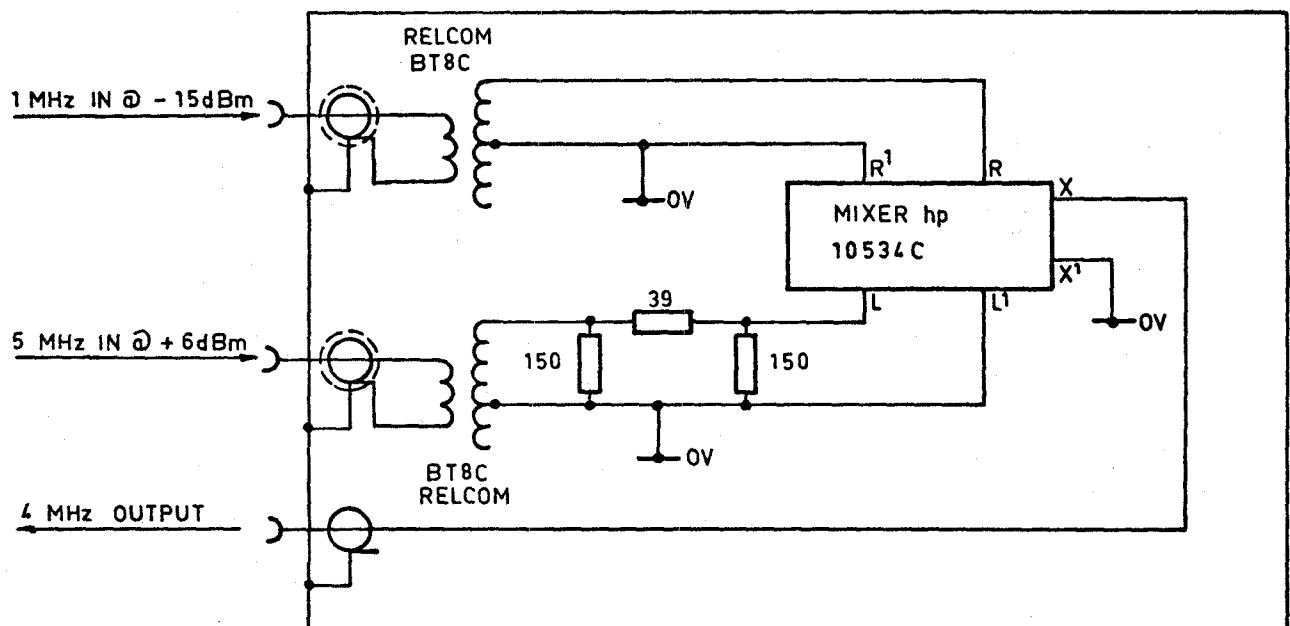 RELCOM
BT8C
1 MHz IN @ - 15dBm
R¹
R
0V
X
MIXER hp
10534C
X¹
L
L¹
39
0V
5 MHz IN @ + 6dBm
150
150
0V
BT8C
RELCOM
4 MHz OUTPUT